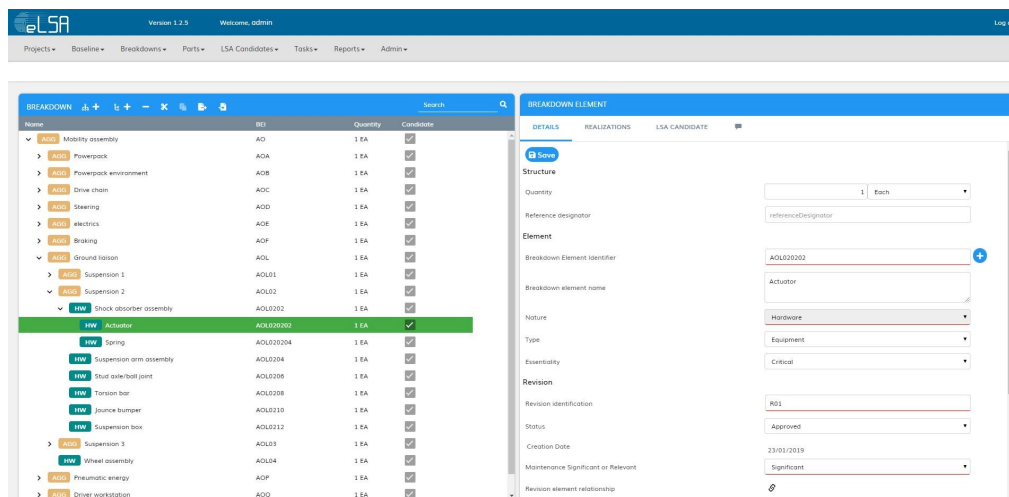 eLSA Version 1.2.5 Welcome, admin Log
Projects Baseline Breakdowns Parts LSA Candidates Tasks Reports Admin
BREAKDOWN Search
Name BEI Quantity Candidate
AGG Mobility assembly AO 1 EA
AGG Powerpack AOA 1 EA
AGG Powerpack environment AOB 1 EA
AGG Drive chain AOC 1 EA
AGG Steering AOD 1 EA
AGG electrics AOE 1 EA
AGG Braking AOF 1 EA
AGG Ground liaison AOL 1 EA
AGG Suspension 1 AOL01 1 EA
AGG Suspension 2 AOL02 1 EA
HW Shock absorber assembly AOL0202 1 EA
HW Actuator AOL020202 1 EA
HW Spring AOL020204 1 EA
HW Suspension arm assembly AOL0204 1 EA
HW Stud axle/ball joint AOL0206 1 EA
HW Torsion bar AOL0208 1 EA
HW Jounce bumper AOL0210 1 EA
HW Suspension box AOL0212 1 EA
AGG Suspension 3 AOL03 1 EA
HW Wheel assembly AOL04 1 EA
AGG Pneumatic energy AOP 1 EA
AGG Driver workstation AOQ 1 EA
BREAKDOWN ELEMENT
DETAILS REALIZATIONS LSA CANDIDATE
Save
Structure
Quantity 1 Each
Reference designator referenceDesignator
Element
Breakdown Element Identifier AOL020202
Breakdown element name Actuator
Nature Hardware
Type Equipment
Essentiality Critical
Revision
Revision identification R01
Status Approved
Creation Date 23/01/2019
Maintenance Significant or Relevant Significant
Revision element relationship